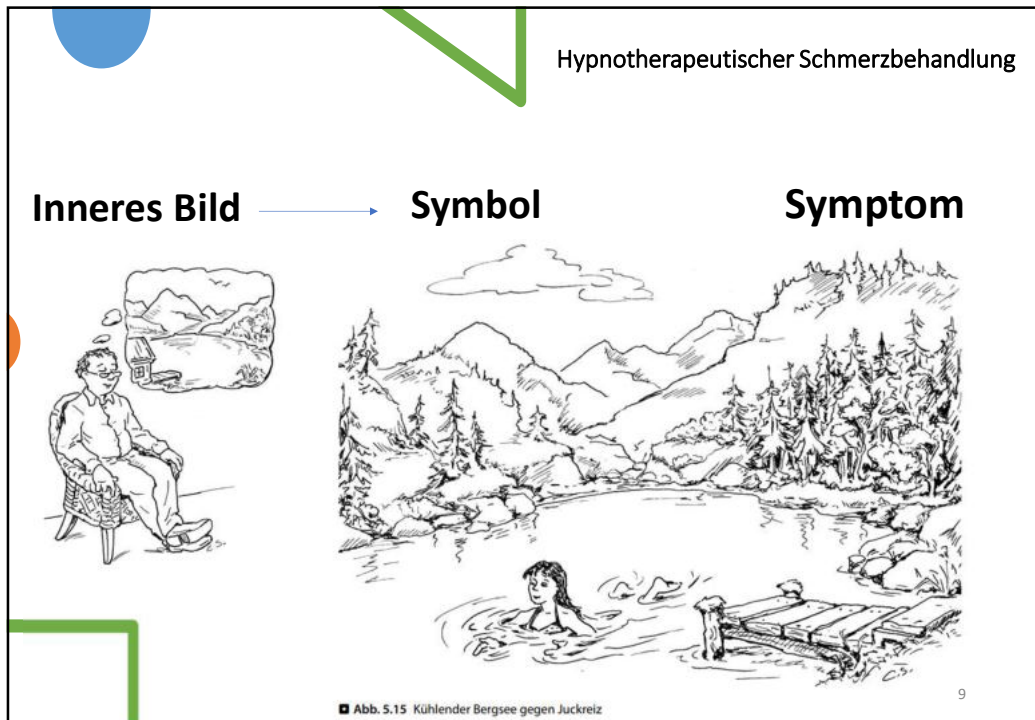 Hypnotherapeutischer Schmerzbehandlung
Inneres Bild Symbol Symptom
C.S.
C.S.
Abb. 5.15 Kühlender Bergsee gegen Juckreiz
9